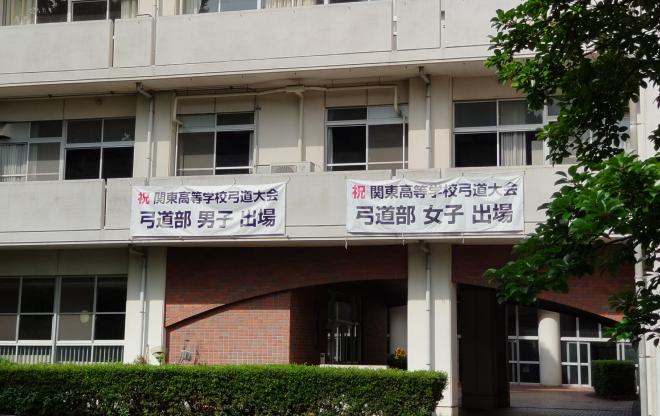 祝 関東高等学校弓道大会
弓道部 男子 出場
祝 関東高等学校弓道大会
弓道部 女子 出場